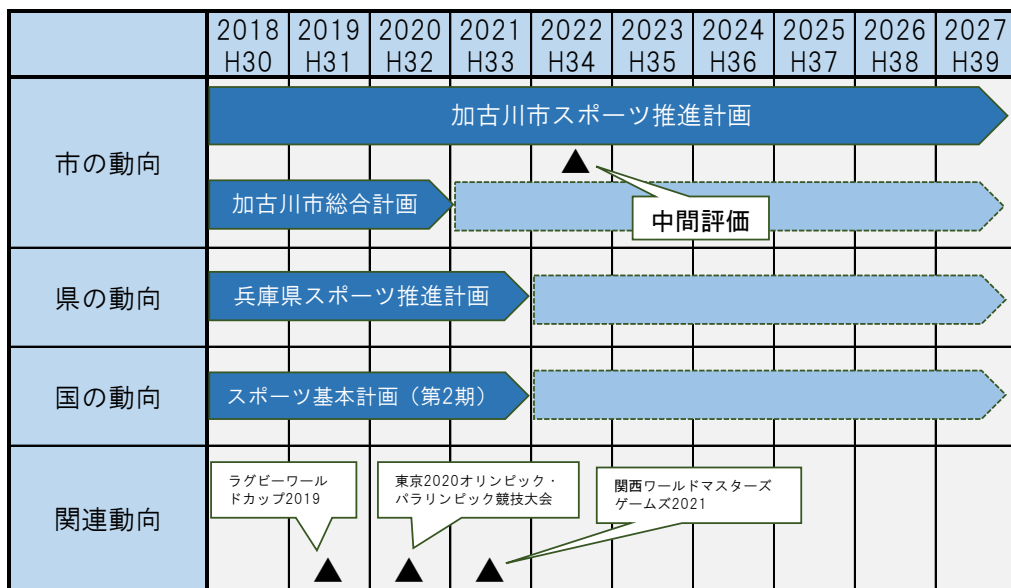 2018 2019 2020 2021 2022 2023 2024 2025 2026 2027
H30 H31 H32 H33 H34 H35 H36 H37 H38 H39
市の動向
加古川市スポーツ推進計画
加古川市総合計画
中間評価
県の動向
兵庫県スポーツ推進計画
国の動向
スポーツ基本計画（第2期）
関連動向
ラグビーワール
ドカップ2019
東京2020オリンピック・
パラリンピック競技大会
関西ワールドマスターズ
ゲームズ2021